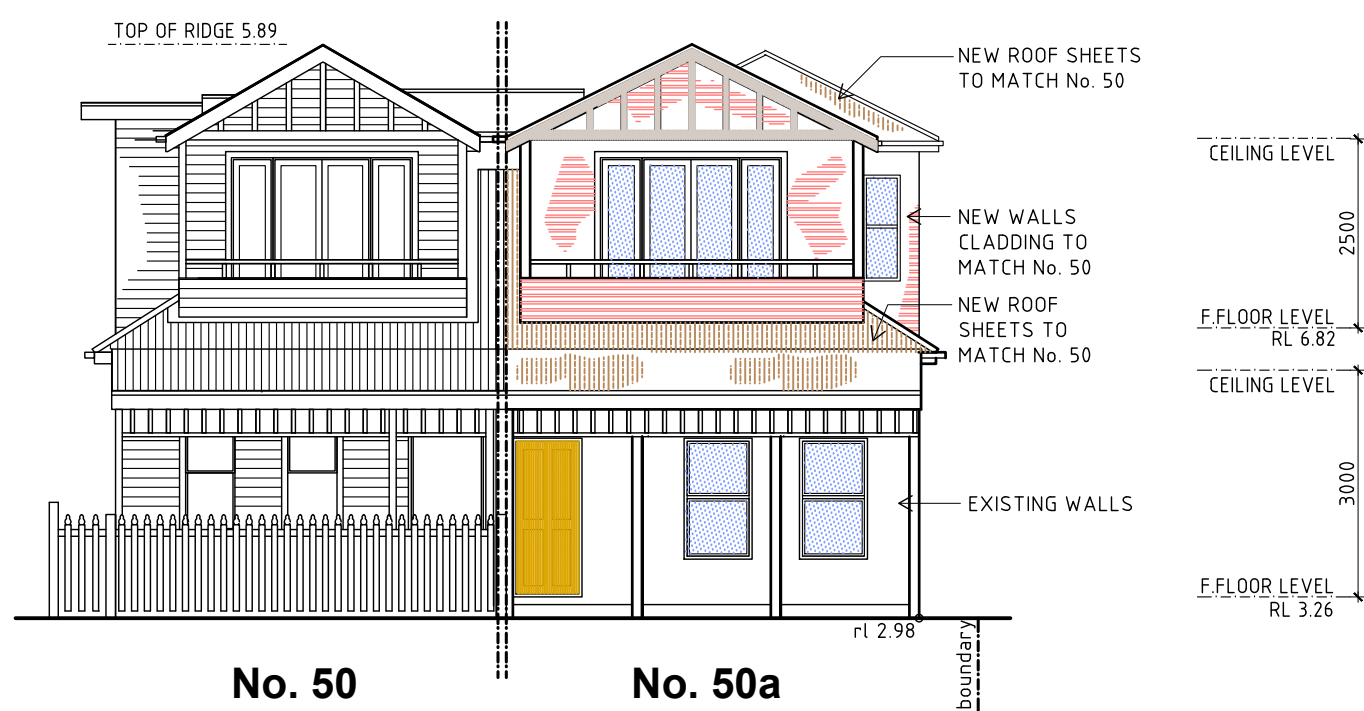 TOP OF RIDGE 5.89
NEW ROOF SHEETS
TO MATCH No. 50
CEILING LEVEL
2500
NEW WALLS
CLADDING TO
MATCH No. 50
NEW ROOF
SHEETS TO
MATCH No. 50
F.FLOOR LEVEL
RL 6.82
CEILING LEVEL
3000
EXISTING WALLS
F.FLOOR LEVEL
RL 3.26
rl 2.98
boundary
No. 50
No. 50a